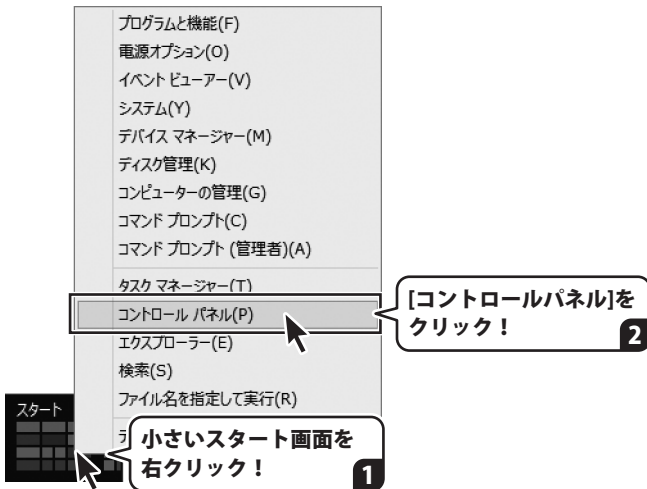 プログラムと機能(F)
電源オプション(O)
イベント ビューアー(V)
システム(Y)
デバイス マネージャー(M)
ディスク管理(K)
コンピューターの管理(G)
コマンド プロンプト(C)
コマンド プロンプト (管理者)(A)
タスク マネージャー(T)
コントロール パネル(P)
[コントロールパネル]を
クリック！
2
エクスプローラー(E)
検索(S)
ファイル名を指定して実行(R)
スタート
小さいスタート画面を
右クリック！
1